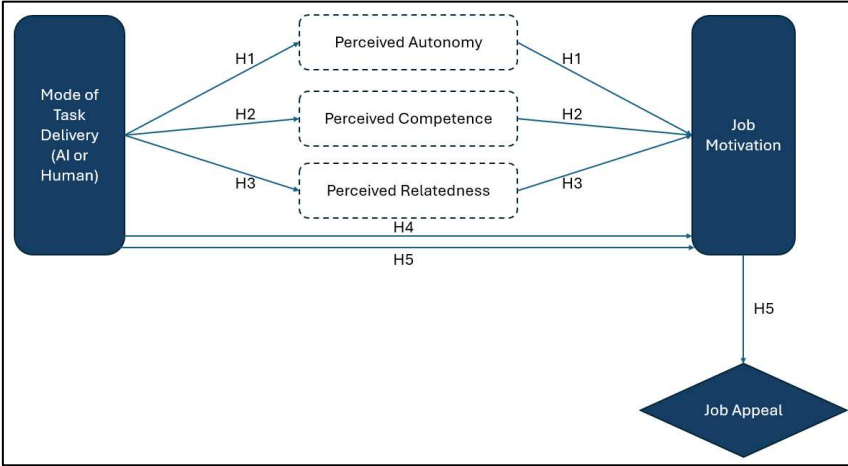 Mode of
Task
Delivery
(AI or
Human)
H1
H2
H3
Perceived Autonomy
Perceived Competence
Perceived Relatedness
H1
H2
H3
H4
H5
Job
Motivation
H5
Job Appeal